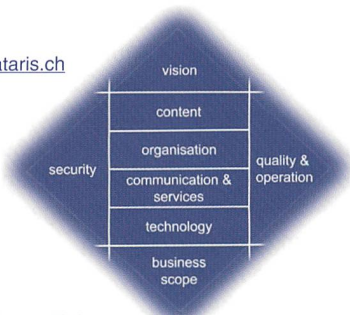 ataris.ch
vision
content
organisation
security
communication &
services
quality &
operation
technology
business
scope